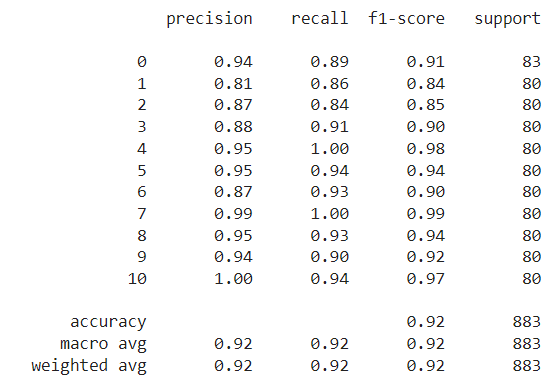 precision recall f1-score support
0 0.94 0.89 0.91 83
1 0.81 0.86 0.84 80
2 0.87 0.84 0.85 80
3 0.88 0.91 0.90 80
4 0.95 1.00 0.98 80
5 0.95 0.94 0.94 80
6 0.87 0.93 0.90 80
7 0.99 1.00 0.99 80
8 0.95 0.93 0.94 80
9 0.94 0.90 0.92 80
10 1.00 0.94 0.97 80
accuracy 0.92 883
macro avg 0.92 0.92 0.92 883
weighted avg 0.92 0.92 0.92 883